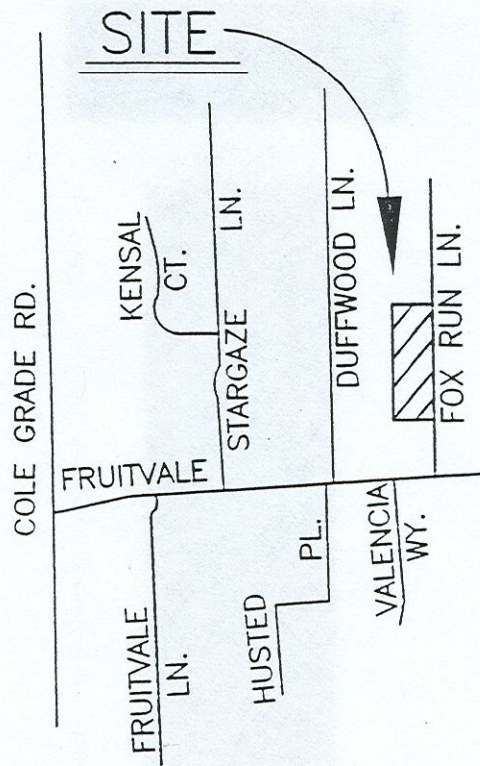 SITE
COLE GRADE RD.
KENSAL
CT.
STARGAZE LN.
DUFFWOOD LN.
FOX RUN LN.
FRUITVALE
FRUITVALE
LN.
HUSTED PL.
VALENCIA
WY.